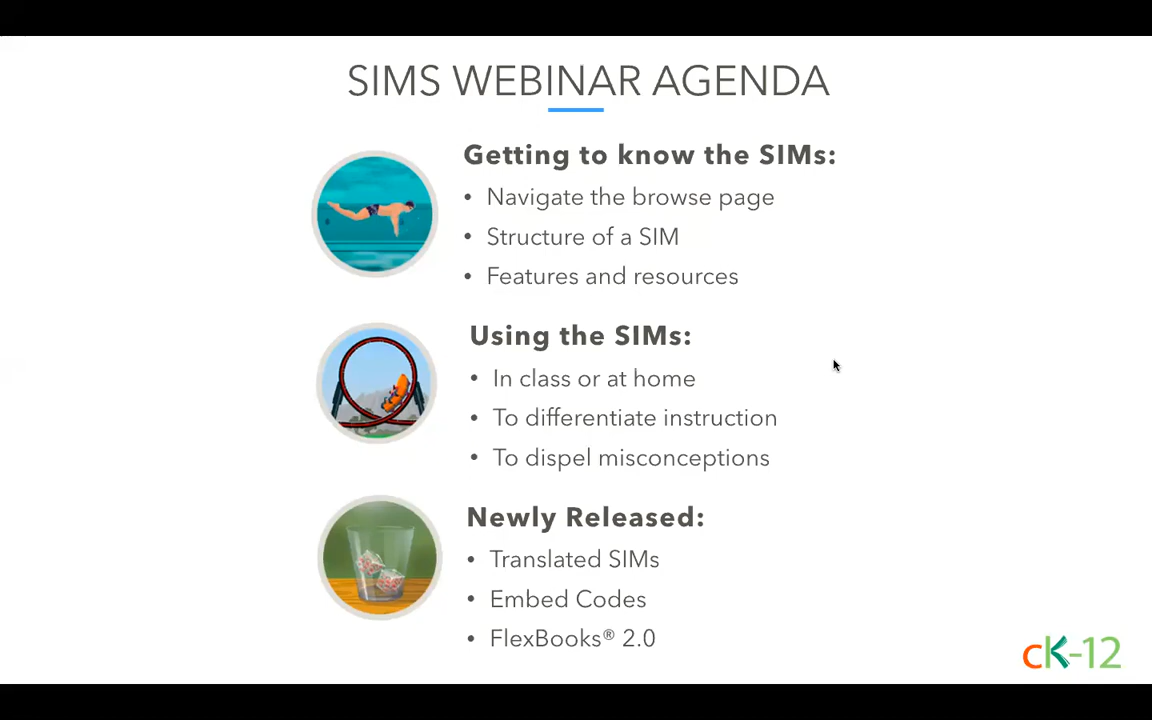 SIMS WEBINAR AGENDA
Getting to know the SIMs:
• Navigate the browse page
• Structure of a SIM
• Features and resources
Using the SIMs:
• In class or at home
• To differentiate instruction
• To dispel misconceptions
Newly Released:
• Translated SIMs
• Embed Codes
• FlexBooks® 2.0
cK-12